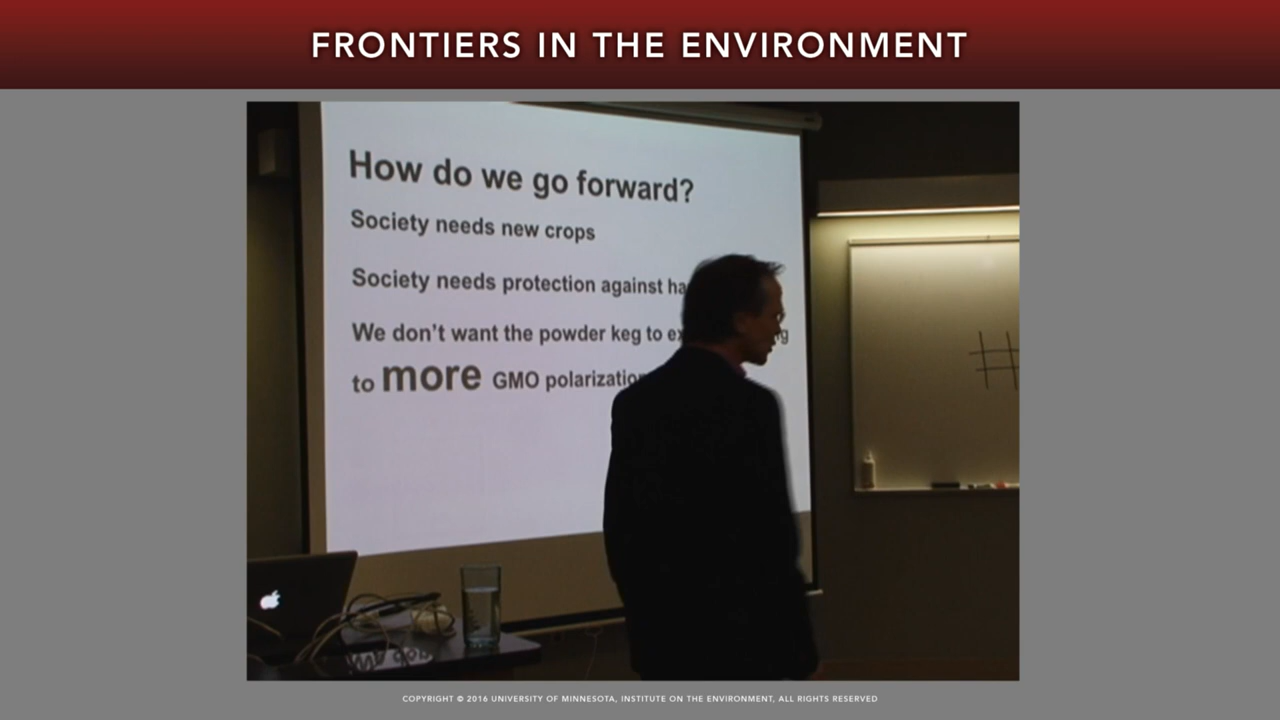 FRONTIERS IN THE ENVIRONMENT
How do we go forward?
Society needs new crops
Society needs protection against
We don't want the powder keg to
to more GMO
#
COPYRIGHT © 2016 UNIVERSITY OF MINNESOTA, INSTITUTE ON THE ENVIRONMENT, ALL RIGHTS RESERVED